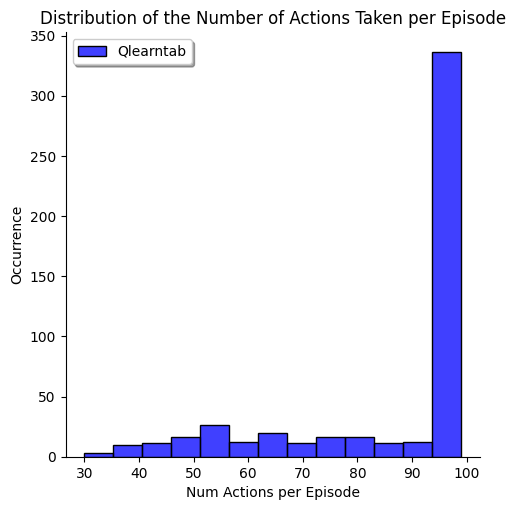 Distribution of the Number of Actions Taken per Episode
Qlearntab
350
300
250
200
150
100
50
0
Occurrence
30 40 50 60 70 80 90 100
Num Actions per Episode